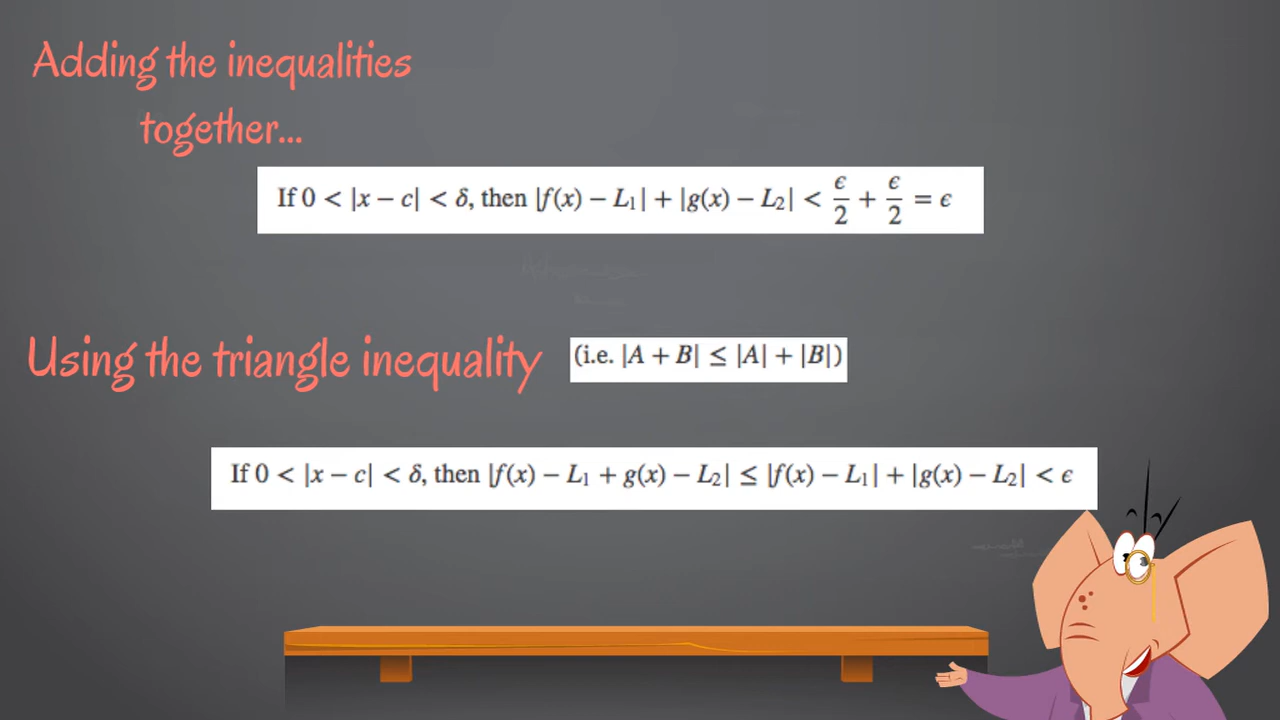 Adding the inequalities
together...
If 0 < |x − c| < δ, then |f(x) − L₁| + |g(x) − L₂| < ϵ/2 + ϵ/2 = ϵ
Using the triangle inequality (i.e. |A + B| ≤ |A| + |B|)
If 0 < |x − c| < δ, then |f(x) − L₁ + g(x) − L₂| ≤ |f(x) − L₁| + |g(x) − L₂| < ϵ